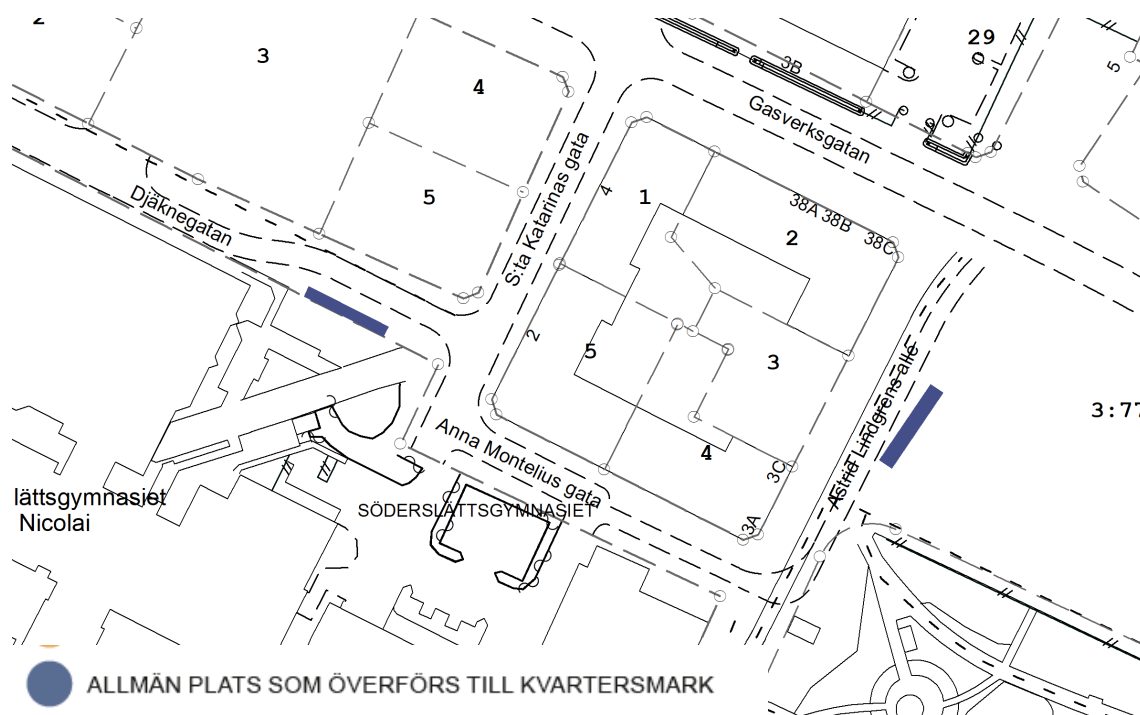 2
3
4
5
29
3B
5
Gasverksgatan
S:ta Katarinas gata
Djäknegatan
4
1
38A 38B 38C
2
2
5
3
3:77
Astrid Lindgrens allé
Anna Montelius gata
4
3C
3A
SÖDERSLÄTTSGYMNASIET
lättsgymnasiet
Nicolai
ALLMÄN PLATS SOM ÖVERFÖRS TILL KVARTERSMARK